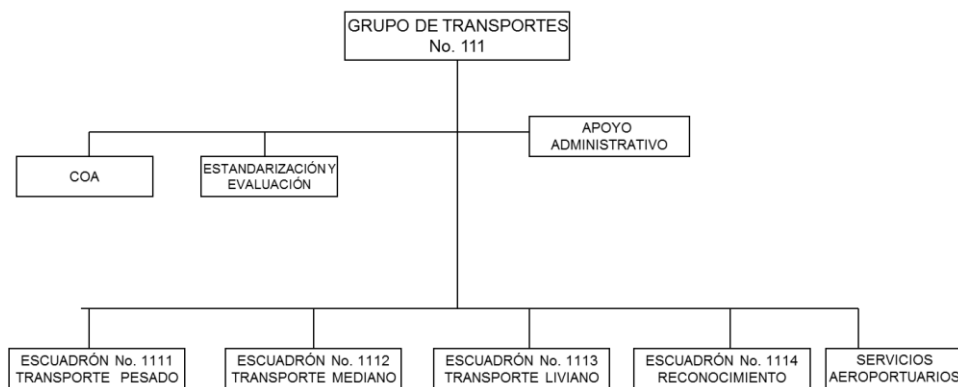 GRUPO DE TRANSPORTES
No. 111
APOYO
ADMINISTRATIVO
COA
ESTANDARIZACIÓN Y
EVALUACIÓN
ESCUADRÓN No. 1111
TRANSPORTE PESADO
ESCUADRÓN No. 1112
TRANSPORTE MEDIANO
ESCUADRÓN No. 1113
TRANSPORTE LIVIANO
ESCUADRÓN No. 1114
RECONOCIMIENTO
SERVICIOS
AEROPORTUARIOS